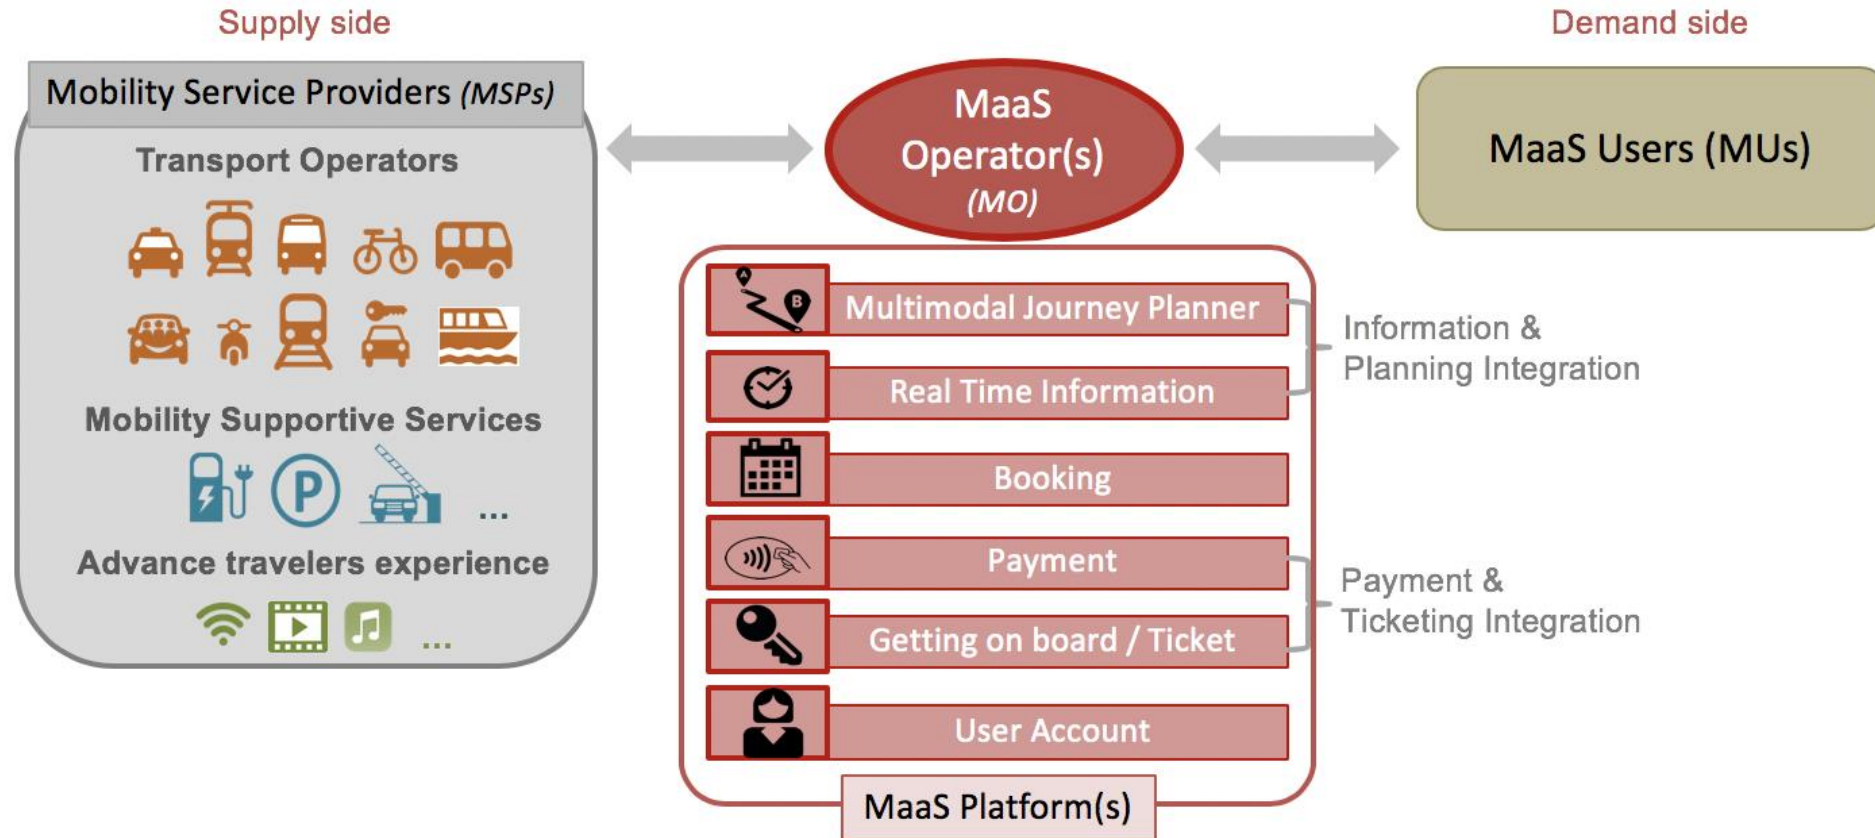 Supply side
Mobility Service Providers (MSPs)
Transport Operators
Mobility Supportive Services
P
...
Advance travelers experience
...
MaaS
Operator(s)
(MO)
A
B
Multimodal Journey Planner
Real Time Information
Booking
Payment
Getting on board / Ticket
User Account
MaaS Platform(s)
Information &
Planning Integration
Payment &
Ticketing Integration
Demand side
MaaS Users (MUs)